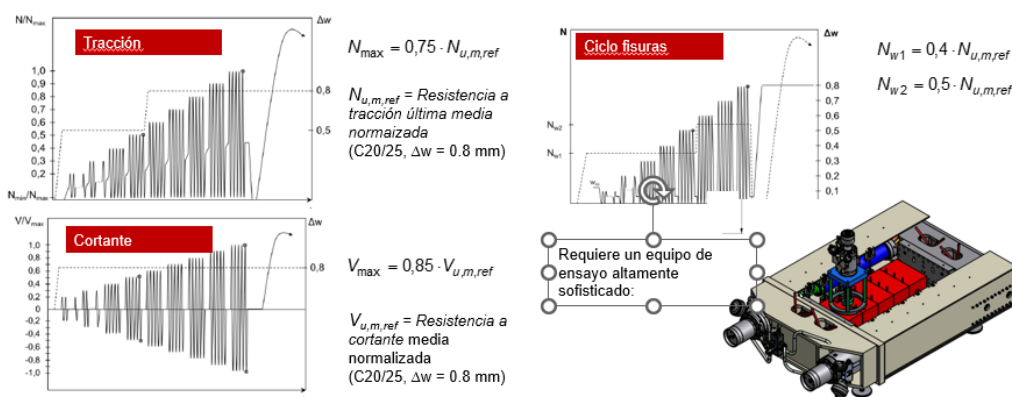 N/Nmax
Δw
Tracción
1,0
0,9
0,8
0,7
0,6
0,5
0,4
0,3
0,2
Nmin/Nmax
0,8
0,5
Nmax = 0,75 · Nu,m,ref
Nu,m,ref = Resistencia a
tracción última media
normaizada
(C20/25, Δw = 0.8 mm)
V/Vmax
Δw
Cortante
1,0
0,8
0,6
0,4
0,2
0
-0,2
-0,4
-0,6
-0,8
-1,0
0,8
Vmax = 0,85 · Vu,m,ref
Vu,m,ref = Resistencia a
cortante media
normalizada
(C20/25, Δw = 0.8 mm)
N
Δw
Ciclo fisuras
Nw2
Nw1
0,8
0,7
0,6
0,5
0,4
0,3
0,2
0,1
Nw1 = 0,4 · Nu,m,ref
Nw2 = 0,5 · Nu,m,ref
Requiere un equipo de
ensayo altamente
sofisticado: